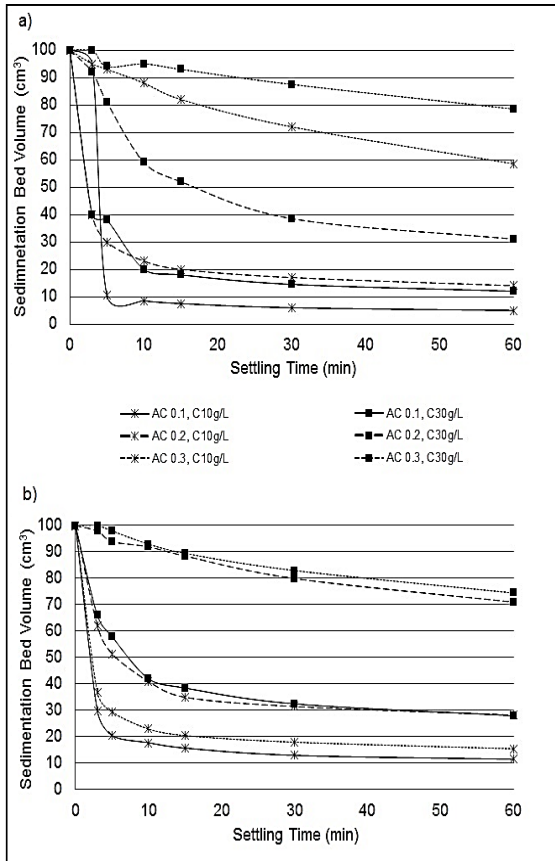 a)
Sedimnetation Bed Volume (cm³)
100
90
80
70
60
50
40
30
20
10
0
0 10 20 30 40 50 60
Settling Time (min)
AC 0.1, C10g/L AC 0.1, C30g/L
AC 0.2, C10g/L AC 0.2, C30g/L
AC 0.3, C10g/L AC 0.3, C30g/L
b)
Sedimentation Bed Volume (cm³)
100
90
80
70
60
50
40
30
20
10
0
0 10 20 30 40 50 60
Settling Time (min)